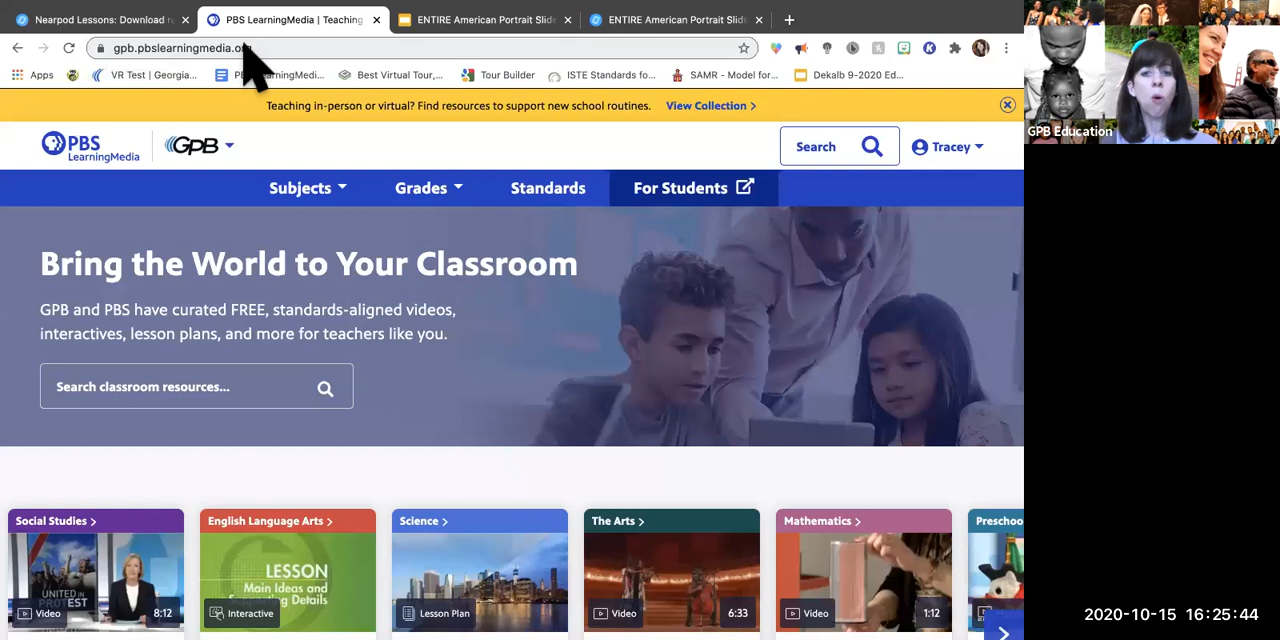 Nearpod Lessons: Download r
PBS LearningMedia | Teaching
ENTIRE American Portrait Slid
ENTIRE American Portrait Slid
gpb.pbslearningmedia.org
Apps
VR Test | Georgia...
PBS LearningMedi...
Best Virtual Tour,...
Tour Builder
ISTE Standards fo...
SAMR - Model for...
Dekalb 9-2020 Ed...
Teaching in-person or virtual? Find resources to support new school routines. View Collection >
GPB Education
PBS LearningMedia
GPB
Search
Tracey
Subjects
Grades
Standards
For Students
Bring the World to Your Classroom
GPB and PBS have curated FREE, standards-aligned videos,
interactives, lesson plans, and more for teachers like you.
Search classroom resources...
Social Studies >
English Language Arts >
Science >
The Arts >
Mathematics >
Preschoo
UNITED IN PROTEST
Video
8:12
LESSON
Main Ideas and
Supporting Details
Interactive
Lesson Plan
Video
6:33
Video
1:12
2020-10-15 16:25:44